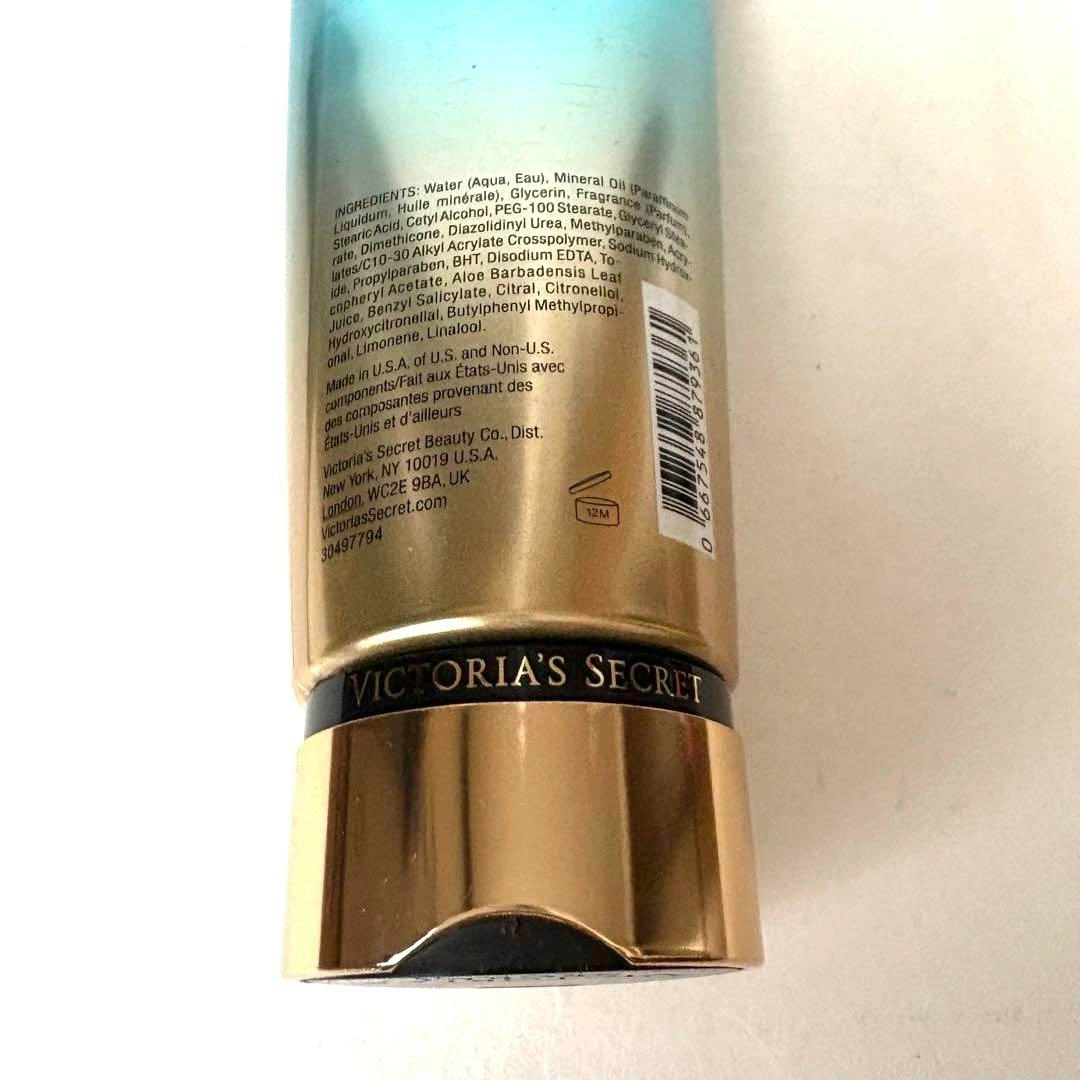 INGREDIENTS: Water (Aqua, Eau), Mineral Oil (Paraffinum
Liquidum, Huile minérale), Glycerin, Fragrance (Parfum),
Stearic Acid, Cetyl Alcohol, PEG-100 Stearate, Glyceryl Stea-
rate, Dimethicone, Diazolidinyl Urea, Methylparaben, Acry-
lates/C10-30 Alkyl Acrylate Crosspolymer, Sodium Hydrox-
ide, Propylparaben, BHT, Disodium EDTA, To-
copheryl Acetate, Aloe Barbadensis Leaf
Juice, Benzyl Salicylate, Citral, Citronellol,
Hydroxycitronellal, Butylphenyl Methylpropi-
onal, Limonene, Linalool.
Made in U.S.A. of U.S. and Non-U.S.
components/Fait aux États-Unis avec
des composantes provenant des
États-Unis et d'ailleurs
Victoria's Secret Beauty Co., Dist.
New York, NY 10019 U.S.A.
London, WC2E 9BA, UK
VictoriasSecret.com
30497794
12M
0 667548 879361
VICTORIA'S SECRET